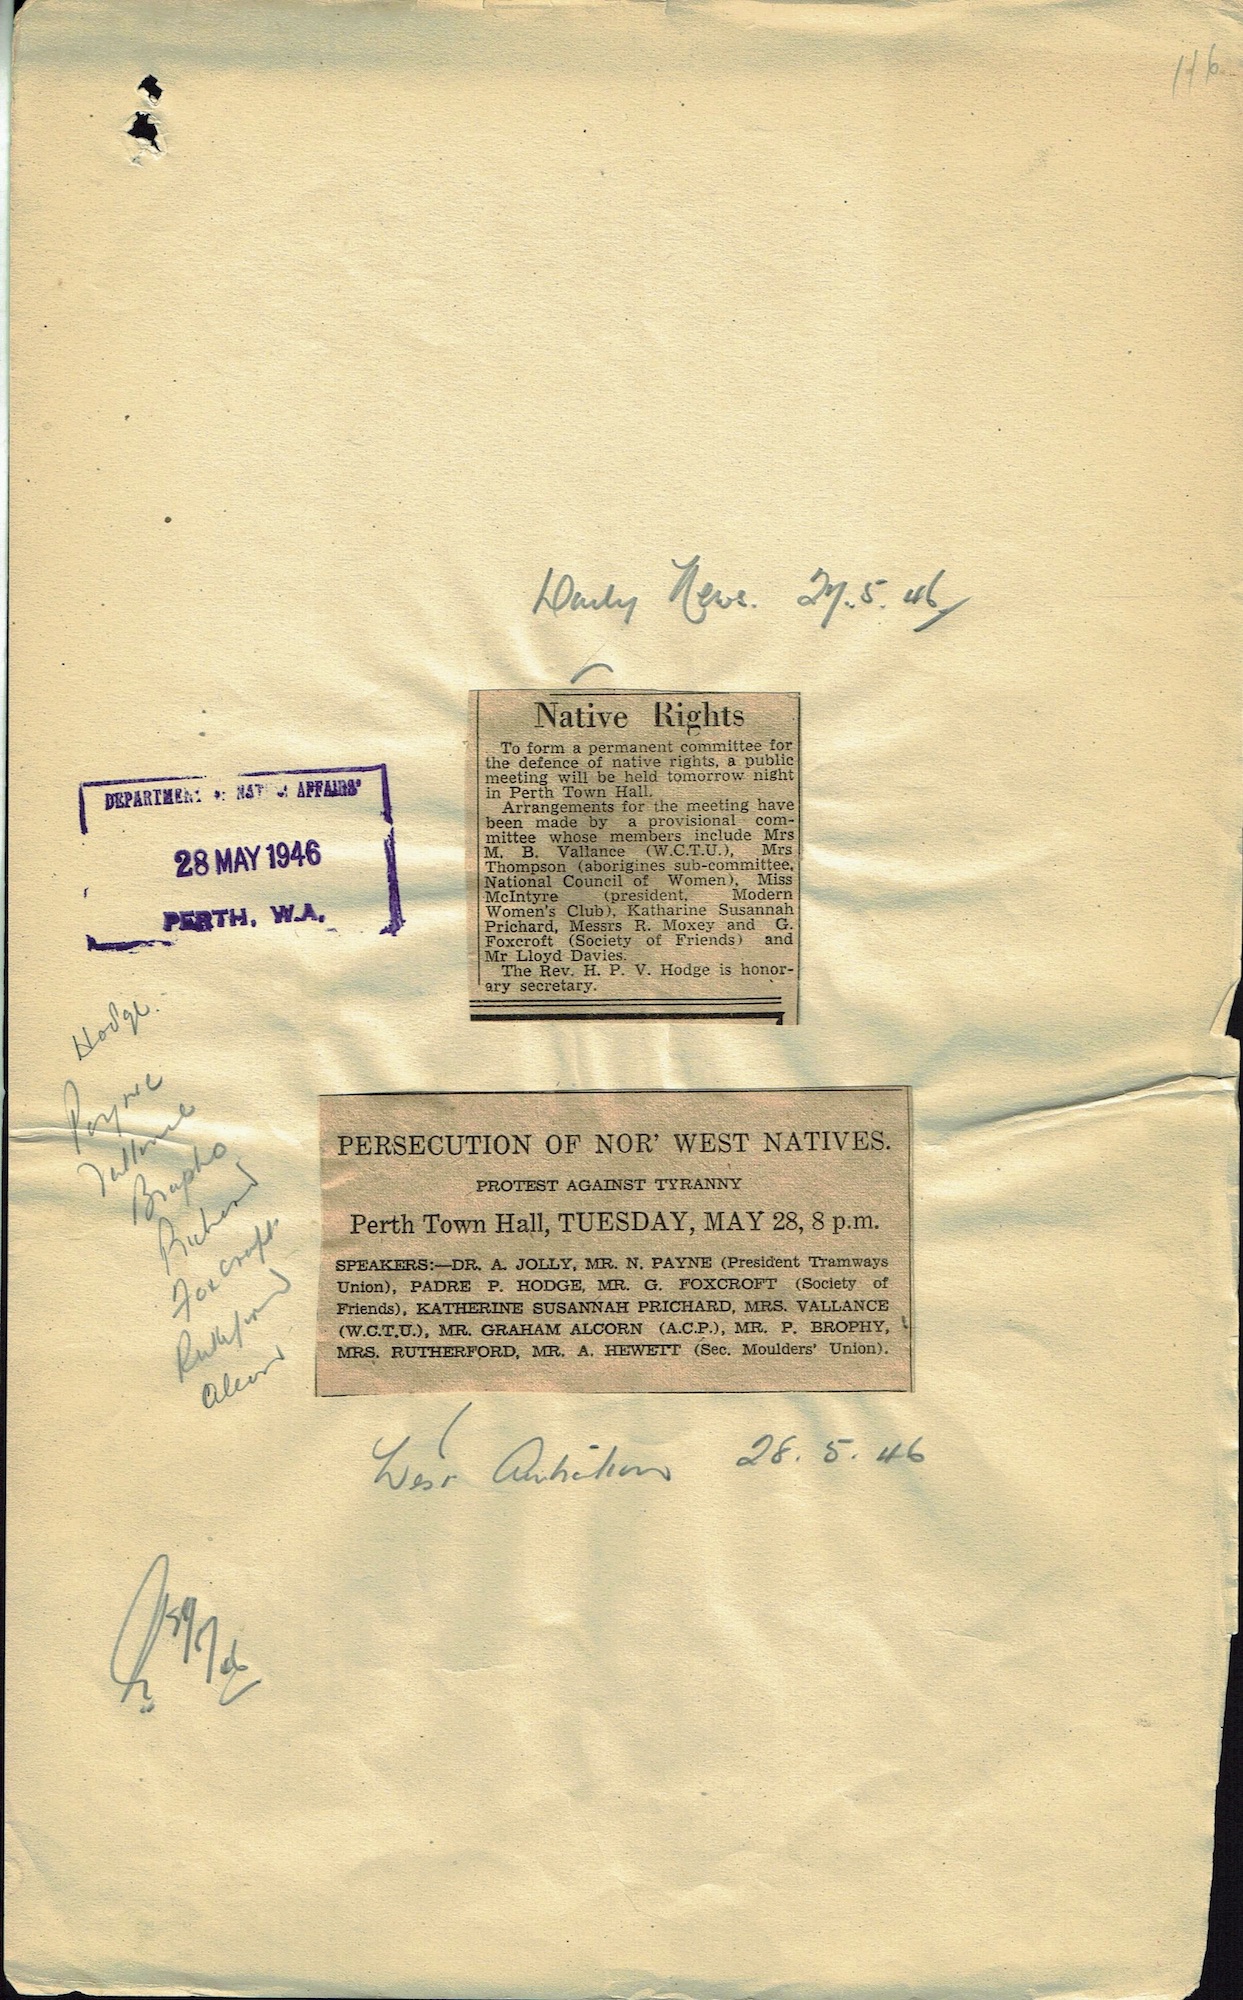 116
Daily News. 27.5.46
Native Rights
To form a permanent committee for
the defence of native rights, a public
meeting will be held tomorrow night
in Perth Town Hall.
Arrangements for the meeting have
been made by a provisional com-
mittee whose members include Mrs
M. B. Vallance (W.C.T.U.), Mrs
Thompson (aborigines sub-committee,
National Council of Women), Miss
McIntyre (president, Modern
Women's Club), Katharine Susannah
Prichard, Messrs R. Moxey and G.
Foxcroft (Society of Friends) and
Mr Lloyd Davies.
The Rev. H. P. V. Hodge is honor-
ary secretary.
DEPARTMENT OF NATIVE AFFAIRS
28 MAY 1946
PERTH, W.A.
Hodge.
Payne
Vallance
Prichard
Foxcroft
Rutherford
Alcorn
PERSECUTION OF NOR' WEST NATIVES.
PROTEST AGAINST TYRANNY
Perth Town Hall, TUESDAY, MAY 28, 8 p.m.
SPEAKERS:—DR. A. JOLLY, MR. N. PAYNE (President Tramways
Union), PADRE P. HODGE, MR. G. FOXCROFT (Society of
Friends), KATHERINE SUSANNAH PRICHARD, MRS. VALLANCE
(W.C.T.U.), MR. GRAHAM ALCORN (A.C.P.), MR. P. BROPHY,
MRS. RUTHERFORD, MR. A. HEWETT (Sec. Moulders' Union).
West Australian 28.5.46